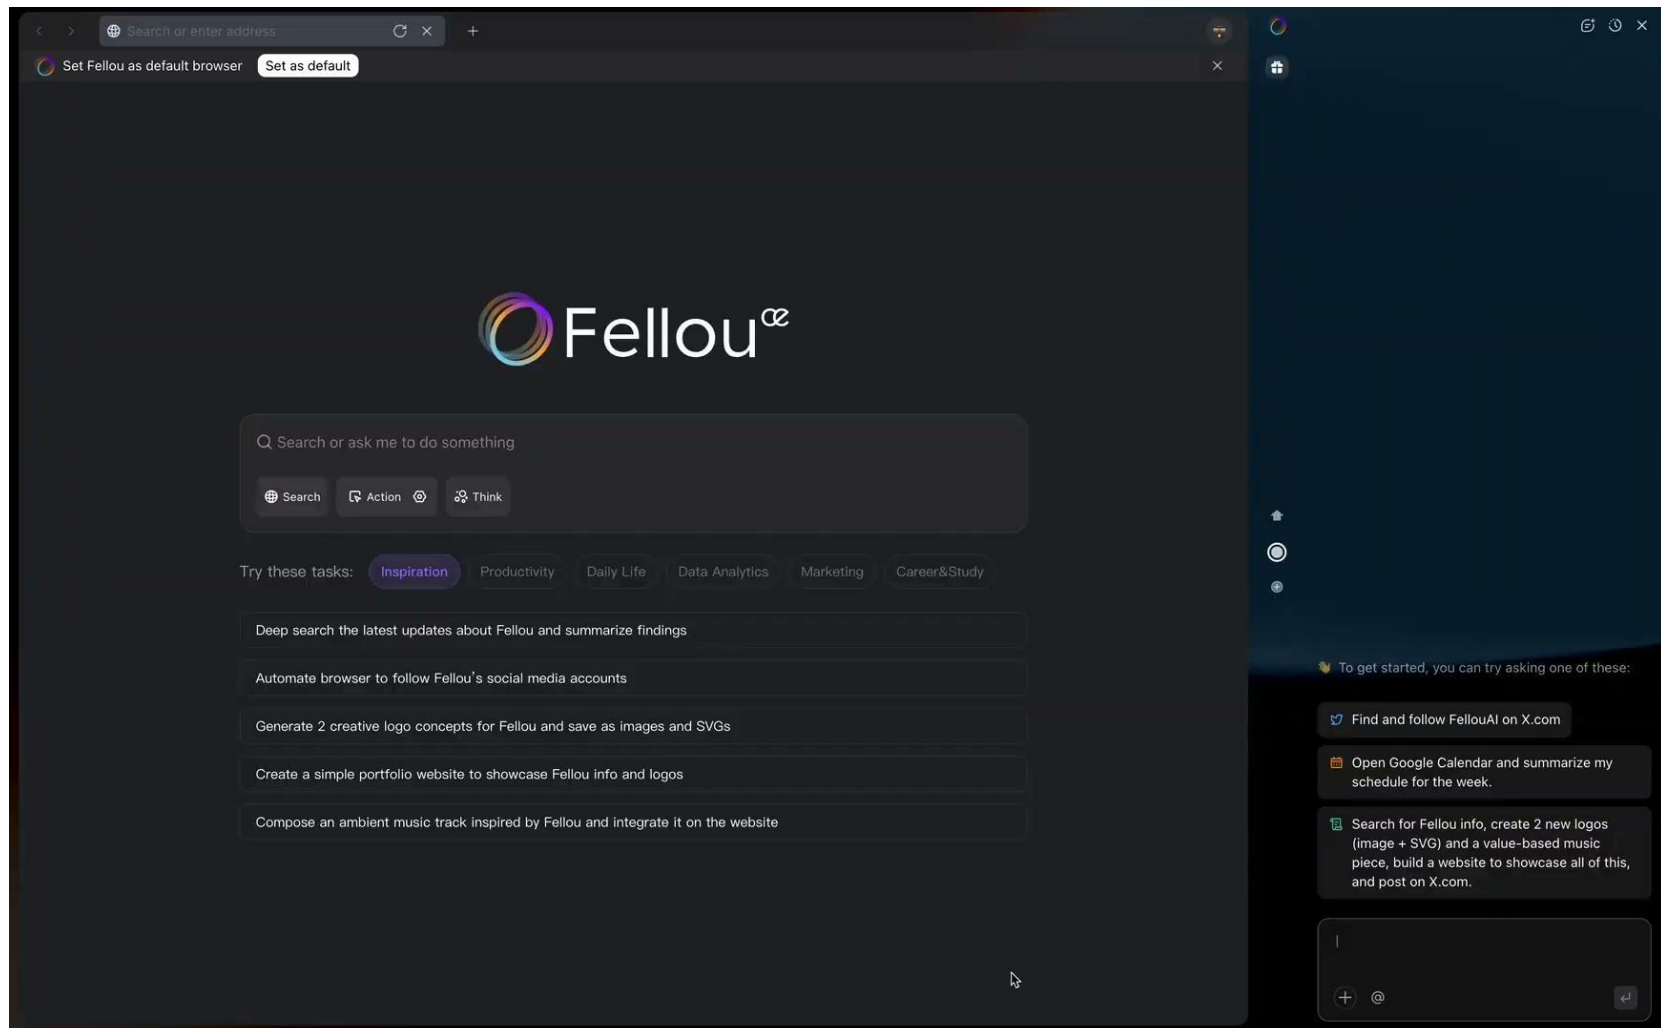 Search or enter address
Set Fellou as default browser
Set as default
Fellou
Search or ask me to do something
Search
Action
Think
Try these tasks:
Inspiration
Productivity
Daily Life
Data Analytics
Marketing
Career&Study
Deep search the latest updates about Fellou and summarize findings
Automate browser to follow Fellou's social media accounts
Generate 2 creative logo concepts for Fellou and save as images and SVGs
Create a simple portfolio website to showcase Fellou info and logos
Compose an ambient music track inspired by Fellou and integrate it on the website
👋 To get started, you can try asking one of these:
Find and follow FellouAI on X.com
Open Google Calendar and summarize my
schedule for the week.
Search for Fellou info, create 2 new logos
(image + SVG) and a value-based music
piece, build a website to showcase all of this,
and post on X.com.
@